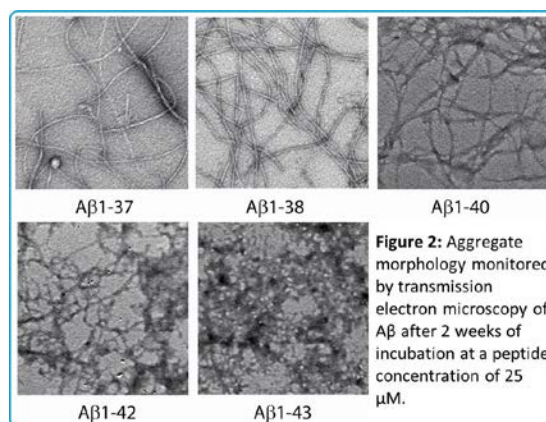 Aβ1-37
Aβ1-38
Aβ1-40
Aβ1-42
Aβ1-43
Figure 2: Aggregate
morphology monitored
by transmission
electron microscopy of
Aβ after 2 weeks of
incubation at a peptide
concentration of 25
μM.